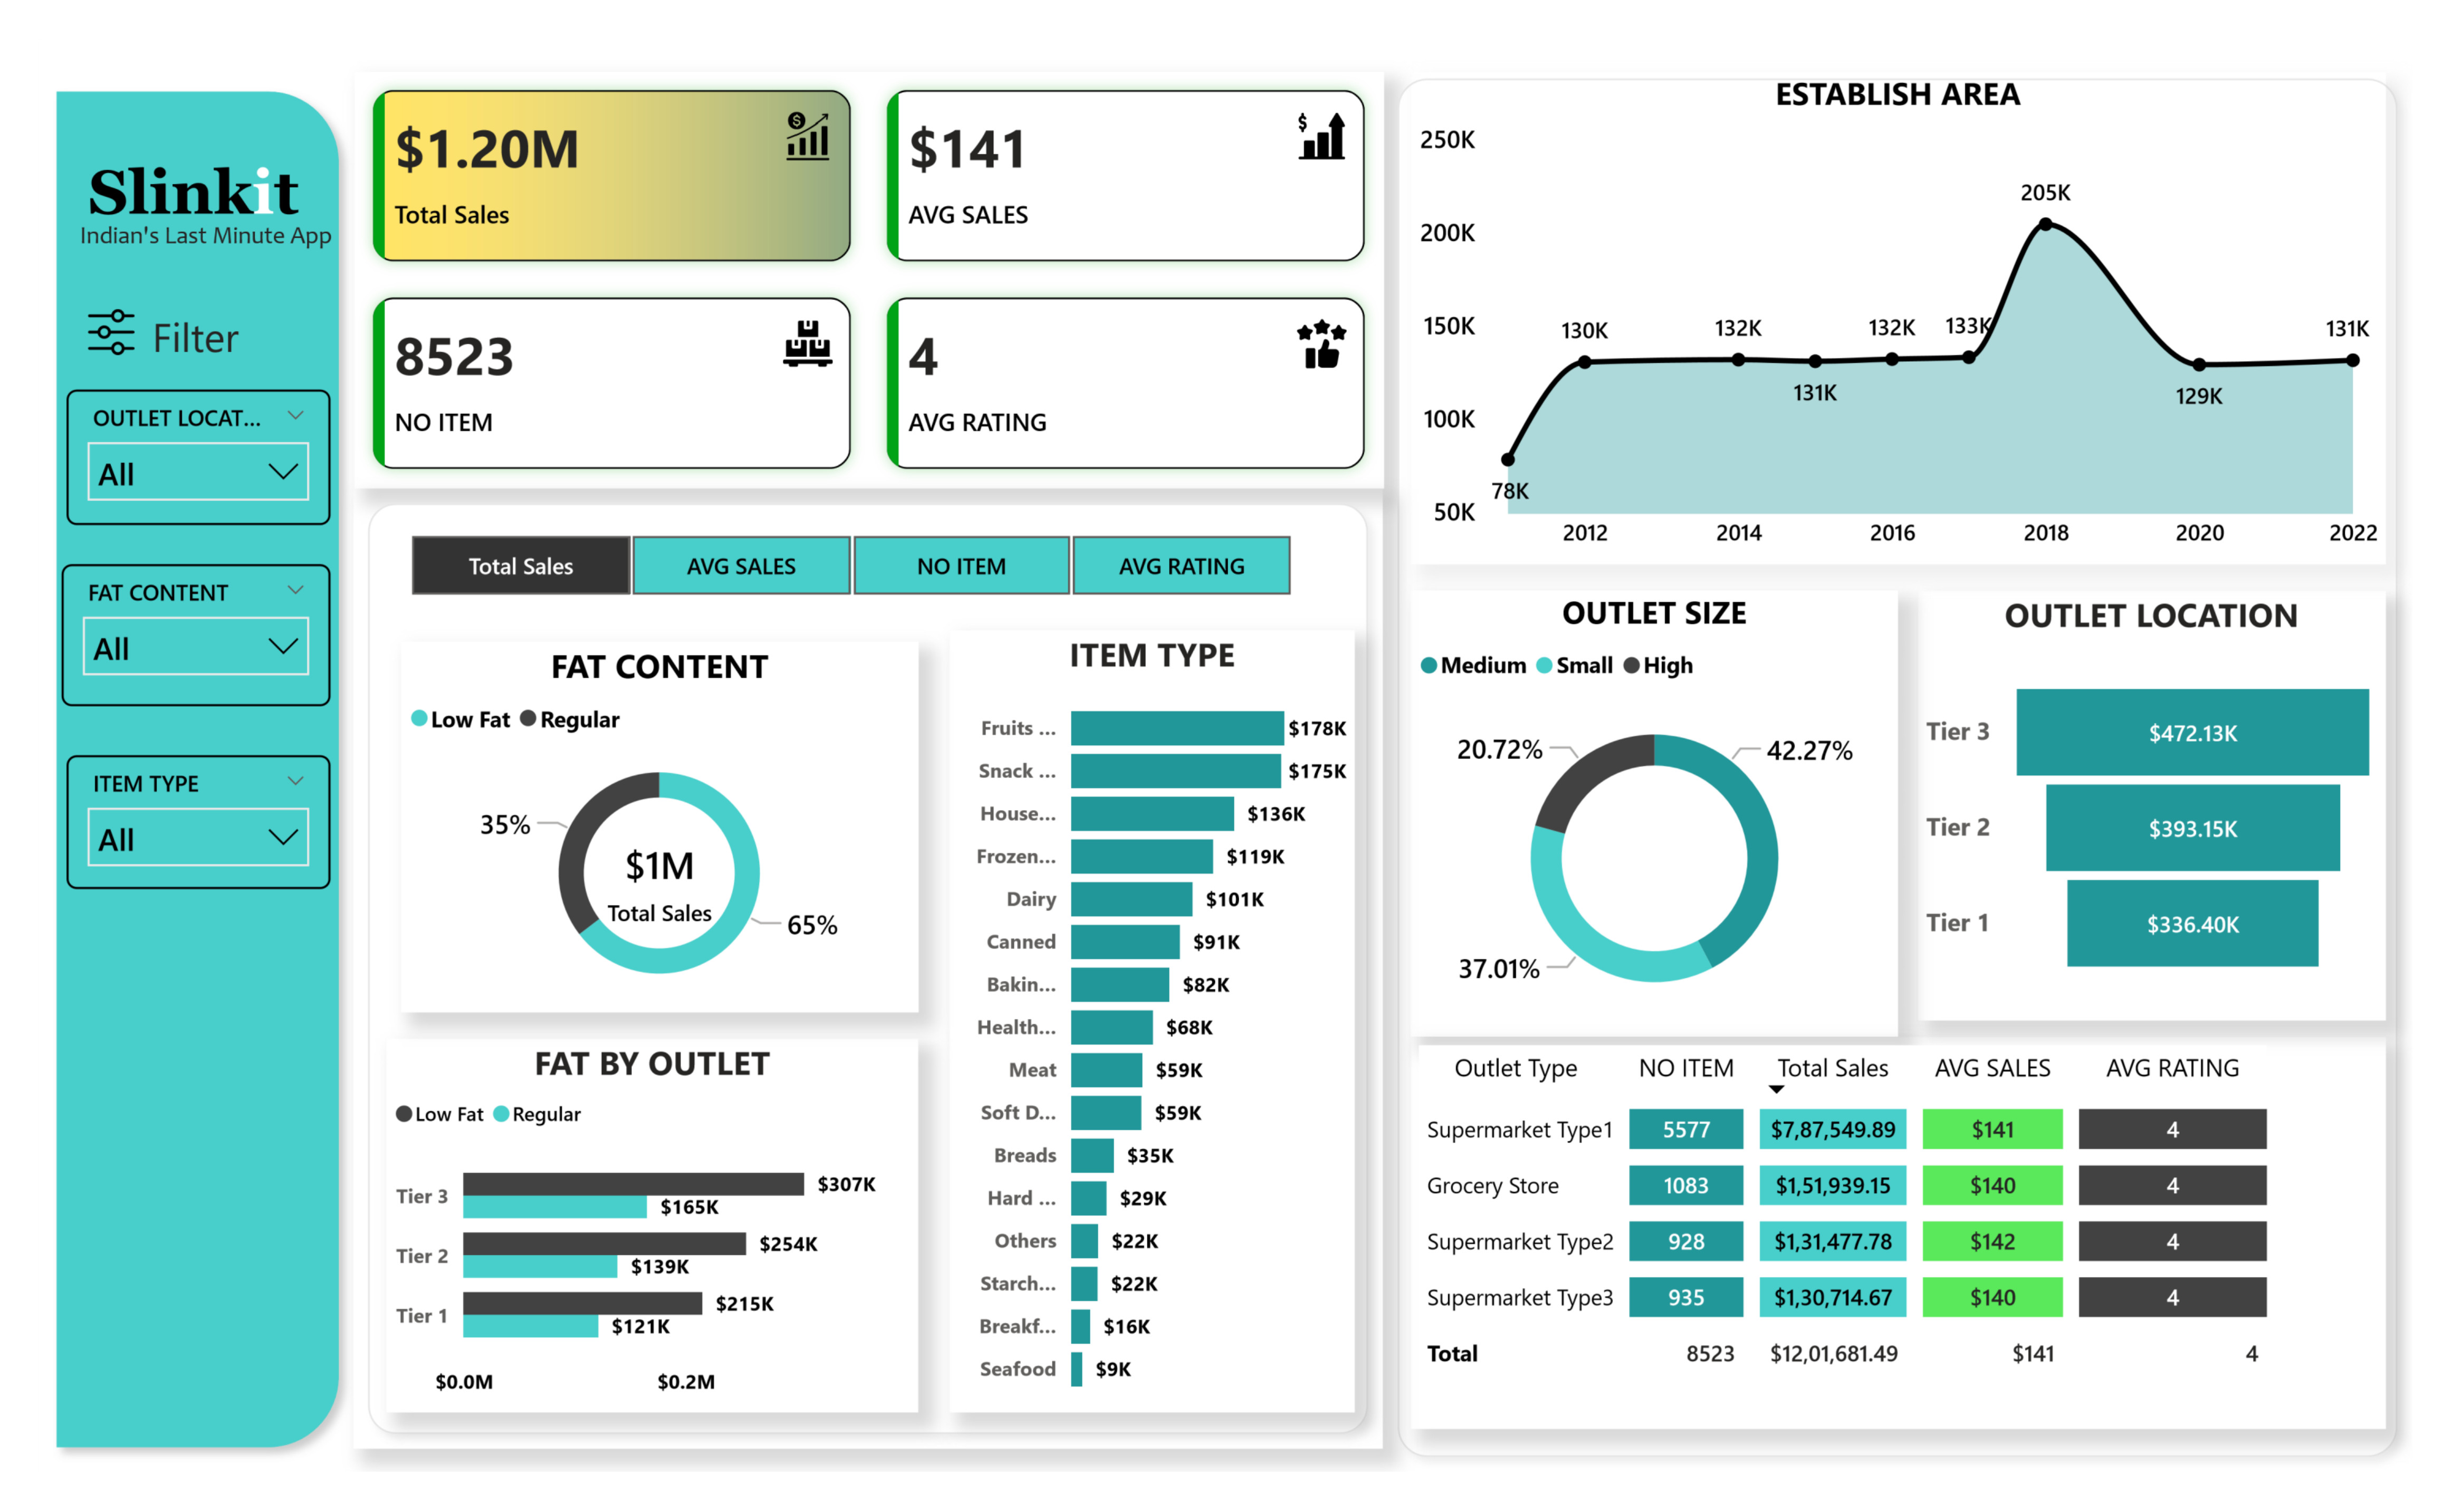 Slinkit
Indian's Last Minute App
Filter
OUTLET LOCAT...
All
FAT CONTENT
All
ITEM TYPE
All
$1.20M
Total Sales
$141
AVG SALES
8523
NO ITEM
4
AVG RATING
Total Sales AVG SALES NO ITEM AVG RATING
FAT CONTENT
Low Fat Regular
35%
$1M
Total Sales
65%
FAT BY OUTLET
Low Fat Regular
Tier 3 $307K
$165K
Tier 2 $254K
$139K
Tier 1 $215K
$121K
$0.0M $0.2M
ITEM TYPE
Fruits ... $178K
Snack ... $175K
House... $136K
Frozen... $119K
Dairy $101K
Canned $91K
Bakin... $82K
Health... $68K
Meat $59K
Soft D... $59K
Breads $35K
Hard ... $29K
Others $22K
Starch... $22K
Breakf... $16K
Seafood $9K
ESTABLISH AREA
250K
200K
150K
100K
50K
78K
130K
132K
131K
132K
133K
205K
129K
131K
2012 2014 2016 2018 2020 2022
OUTLET SIZE
Medium Small High
20.72%
42.27%
37.01%
OUTLET LOCATION
Tier 3 $472.13K
Tier 2 $393.15K
Tier 1 $336.40K
Outlet Type NO ITEM Total Sales AVG SALES AVG RATING
Supermarket Type1 5577 $7,87,549.89 $141 4
Grocery Store 1083 $1,51,939.15 $140 4
Supermarket Type2 928 $1,31,477.78 $142 4
Supermarket Type3 935 $1,30,714.67 $140 4
Total 8523 $12,01,681.49 $141 4